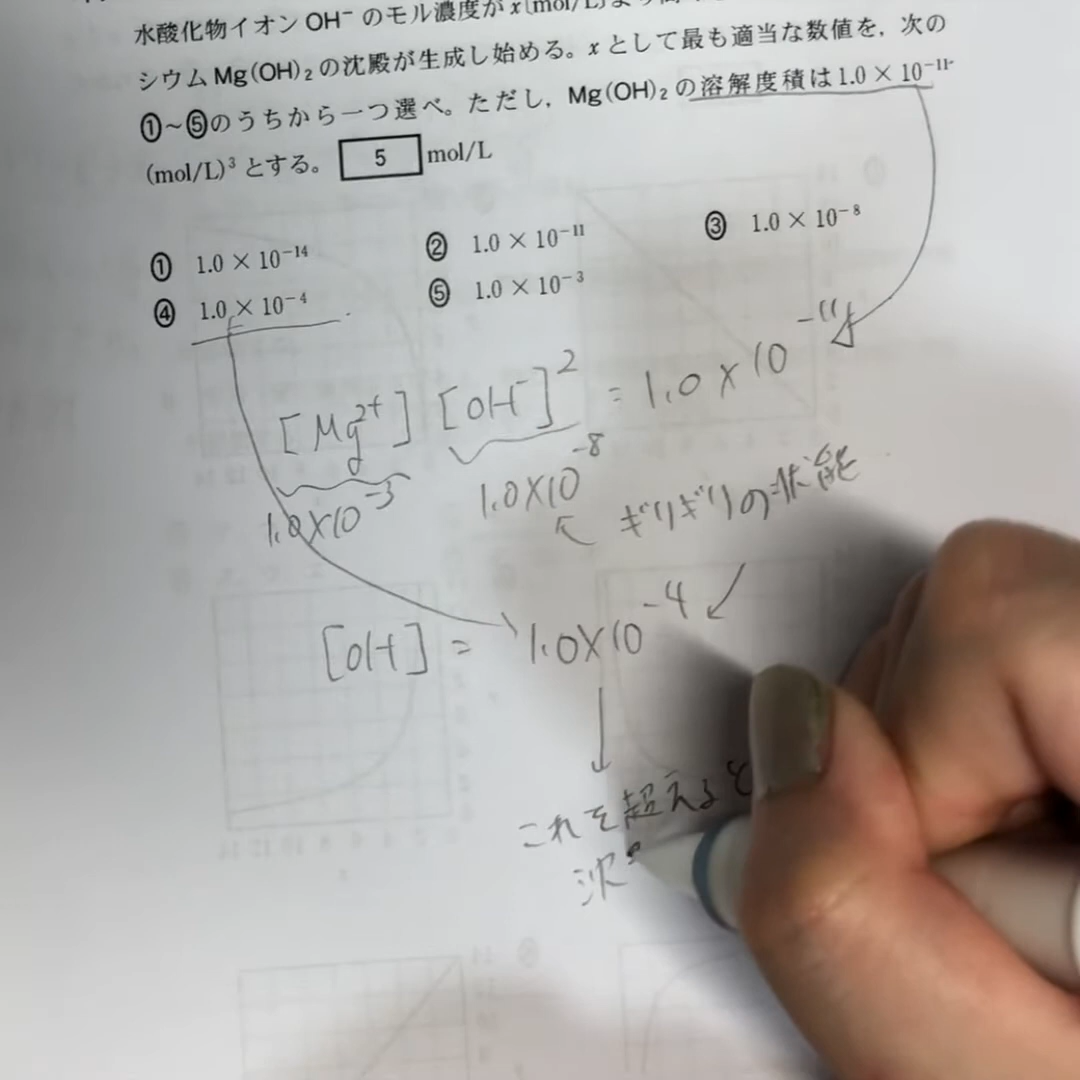 水酸化物イオン OH⁻ のモル濃度が x(mol/L)より
シウム Mg(OH)₂ の沈殿が生成し始める。x として最も適当な数値を，次の
①～⑤のうちから一つ選べ。ただし，Mg(OH)₂ の溶解度積は 1.0 × 10⁻¹¹
(mol/L)³ とする。 5 mol/L
① 1.0 × 10⁻¹⁴ ② 1.0 × 10⁻¹¹ ③ 1.0 × 10⁻⁸
④ 1.0 × 10⁻⁴ ⑤ 1.0 × 10⁻³
[Mg²⁺] [OH⁻]² = 1.0 × 10⁻¹¹
1.0×10⁻³ 1.0×10⁻⁸ ギリギリの状態
[OH] = 1.0×10⁻⁴
これを超えると
沈